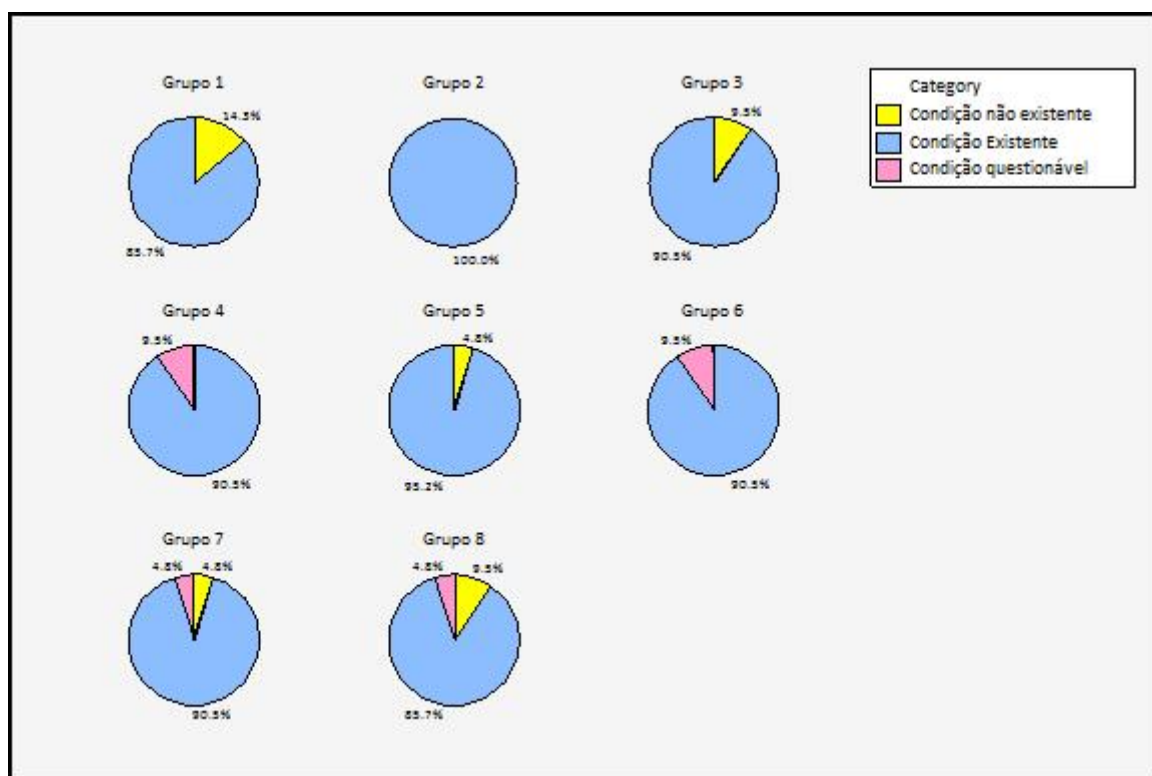 Grupo 1
14.3%
85.7%
Grupo 2
100.0%
Grupo 3
9.5%
90.5%
Category
Condição não existente
Condição Existente
Condição questionável
Grupo 4
9.5%
90.5%
Grupo 5
4.8%
95.2%
Grupo 6
9.5%
90.5%
Grupo 7
4.8% 4.8%
90.5%
Grupo 8
4.8% 9.5%
85.7%